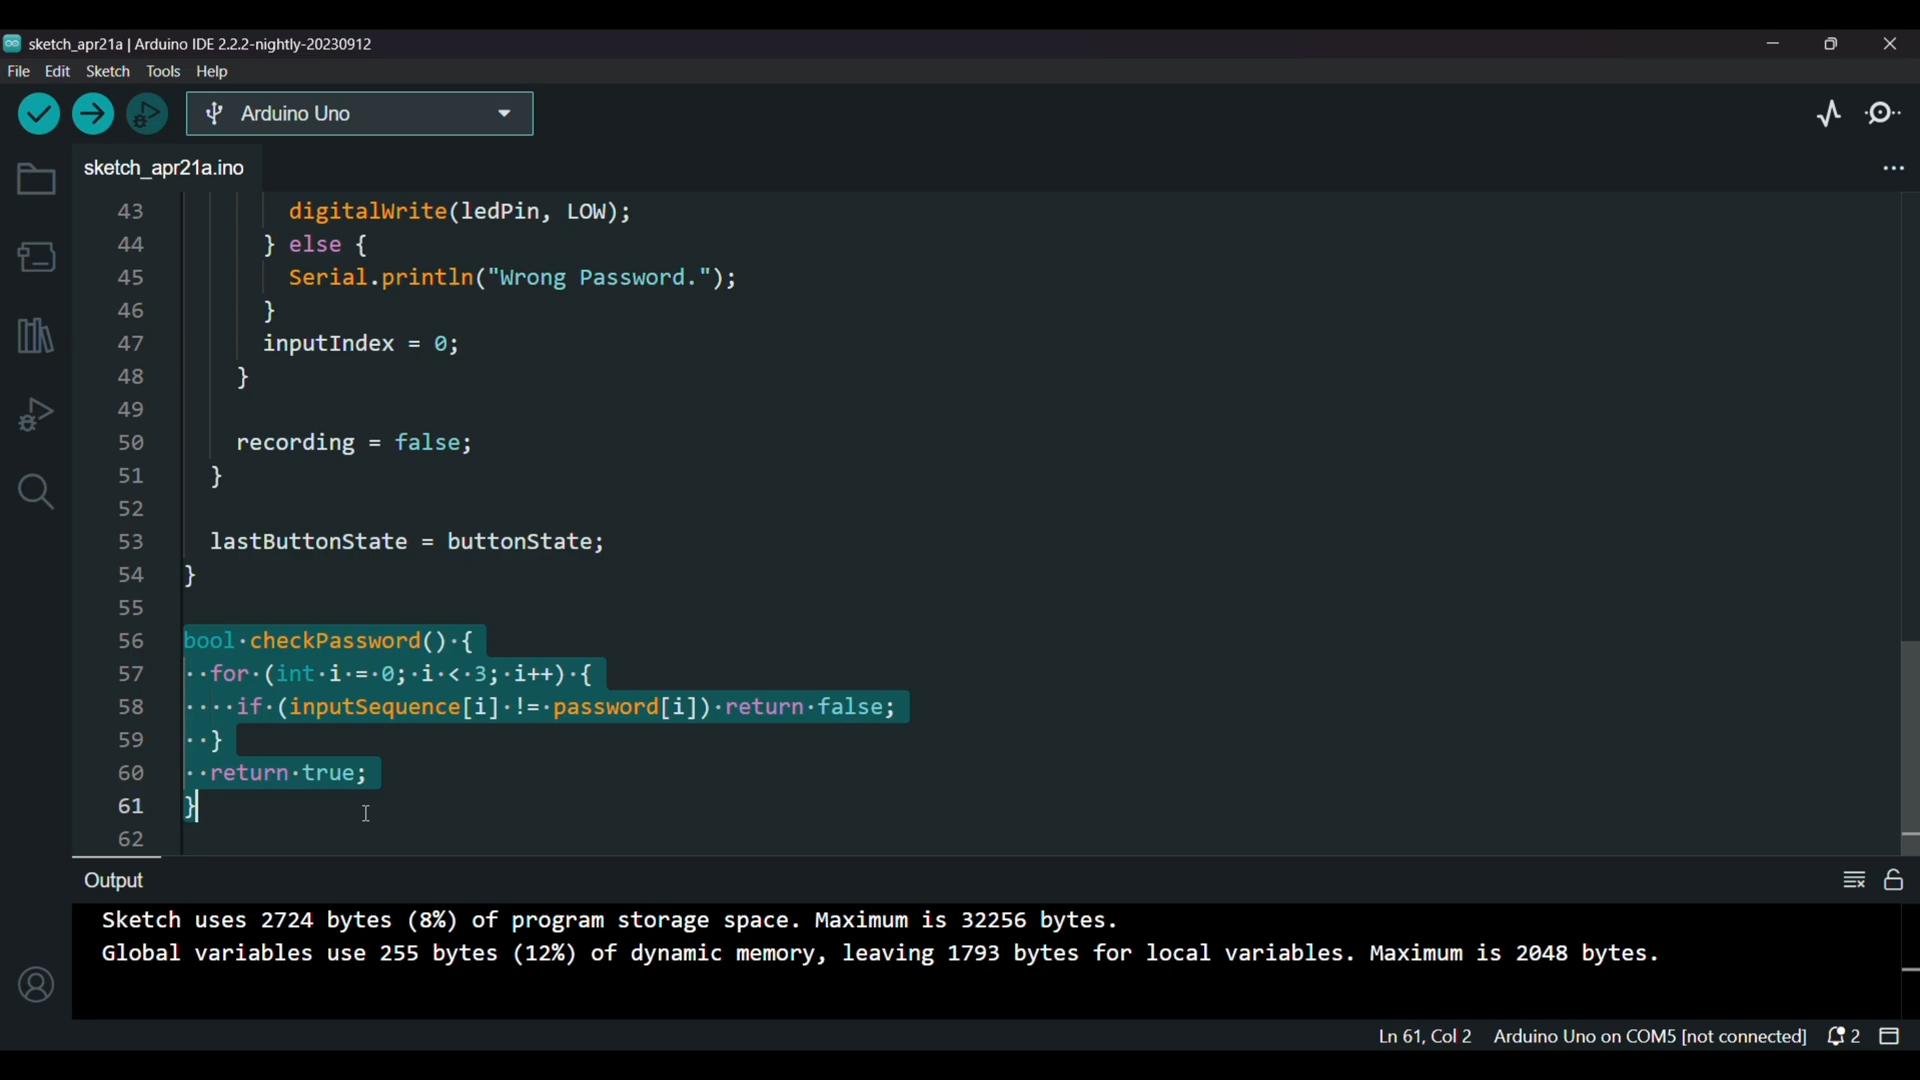 sketch_apr21a | Arduino IDE 2.2.2-nightly-20230912
File Edit Sketch Tools Help
Arduino Uno
sketch_apr21a.ino
43 digitalWrite(ledPin, LOW);
44 } else {
45 Serial.println("Wrong Password.");
46 }
47 inputIndex = 0;
48 }
49
50 recording = false;
51 }
52
53 lastButtonState = buttonState;
54 }
55
56 bool·checkPassword()·{
57 ··for·(int·i·=·0;·i·<·3;·i++)·{
58 ····if·(inputSequence[i]·!=·password[i])·return·false;
59 ··}
60 ··return·true;
61 }
62
Output
Sketch uses 2724 bytes (8%) of program storage space. Maximum is 32256 bytes.
Global variables use 255 bytes (12%) of dynamic memory, leaving 1793 bytes for local variables. Maximum is 2048 bytes.
Ln 61, Col 2 Arduino Uno on COM5 [not connected] 2